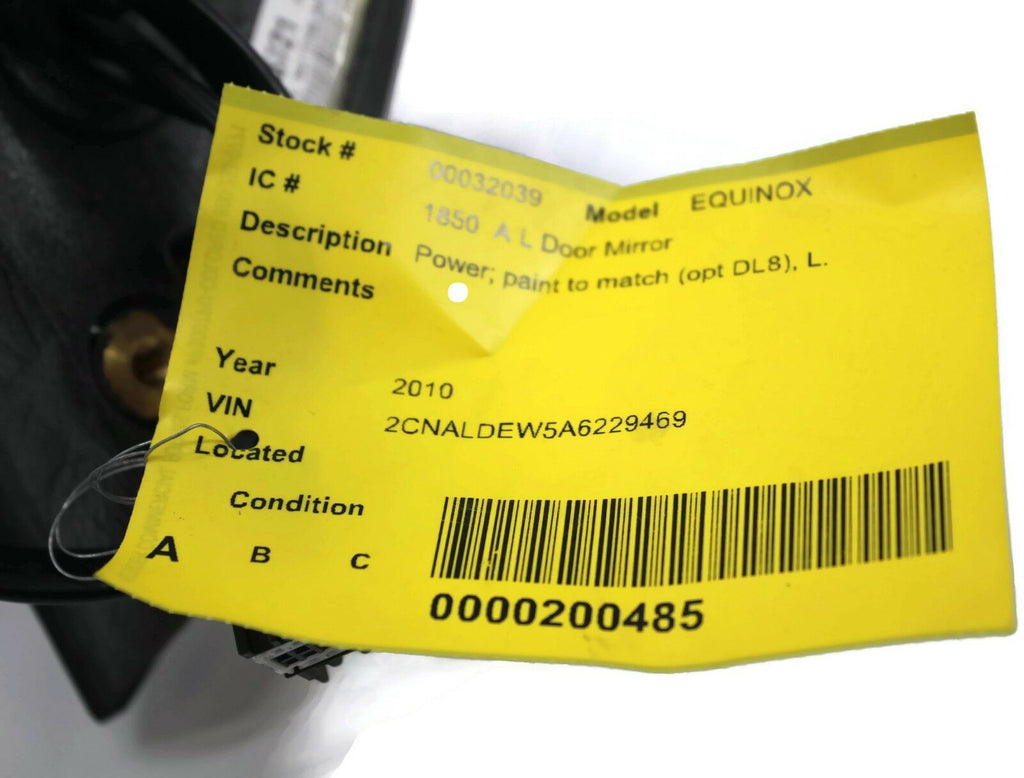 Stock # 00032039 Model EQUINOX
IC # 1850 A L Door Mirror
Description Power; paint to match (opt DL8), L.
Comments
Year 2010
VIN 2CNALDEW5A6229469
Located
Condition
A B C
0000200485